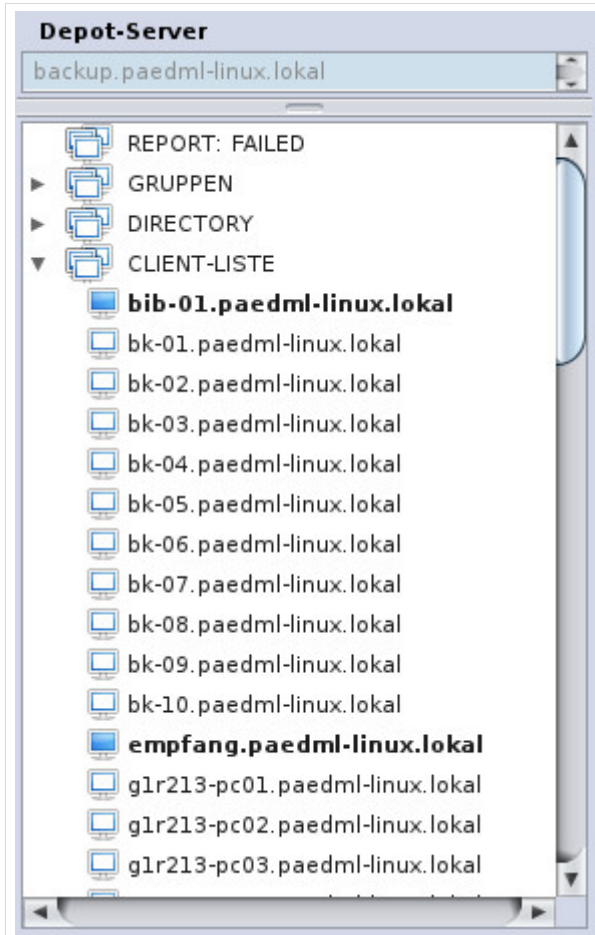 Depot-Server
backup.paedml-linux.lokal
REPORT: FAILED
GRUPPEN
DIRECTORY
CLIENT-LISTE
bib-01.paedml-linux.lokal
bk-01.paedml-linux.lokal
bk-02.paedml-linux.lokal
bk-03.paedml-linux.lokal
bk-04.paedml-linux.lokal
bk-05.paedml-linux.lokal
bk-06.paedml-linux.lokal
bk-07.paedml-linux.lokal
bk-08.paedml-linux.lokal
bk-09.paedml-linux.lokal
bk-10.paedml-linux.lokal
empfang.paedml-linux.lokal
g1r213-pc01.paedml-linux.lokal
g1r213-pc02.paedml-linux.lokal
g1r213-pc03.paedml-linux.lokal